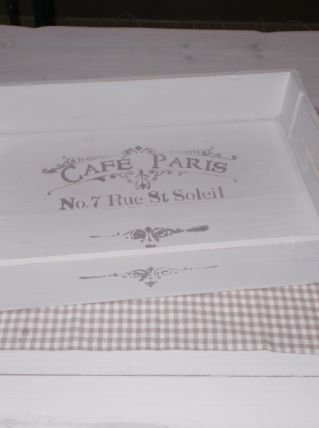 CAFÉ PARIS
No. 7 Rue St Soleil